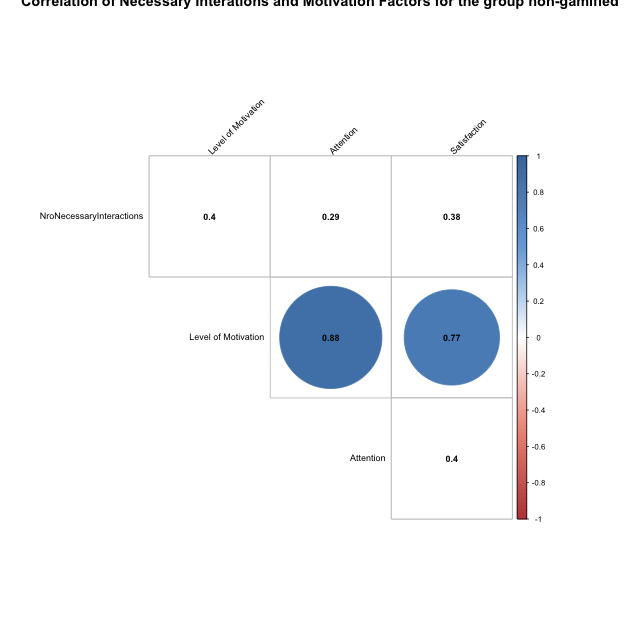 Correlation of Necessary Interations and Motivation Factors for the group non-gamified
Level of Motivation
Attention
Satisfaction
NroNecessaryInteractions
0.4
0.29
0.38
Level of Motivation
0.88
0.77
Attention
0.4
1
0.8
0.6
0.4
0.2
0
-0.2
-0.4
-0.6
-0.8
-1